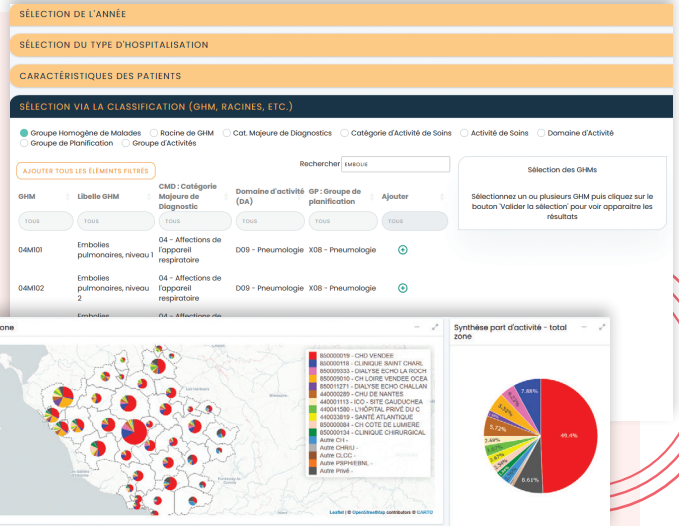 SÉLECTION DE L'ANNÉE
SÉLECTION DU TYPE D'HOSPITALISATION
CARACTÉRISTIQUES DES PATIENTS
SÉLECTION VIA LA CLASSIFICATION (GHM, RACINES, ETC.)
Groupe Homogène de Malades Racine de GHM Cat. Majeure de Diagnostics Catégorie d'Activité de Soins Activité de Soins Domaine d'Activité
Groupe de Planification Groupe d'Activités
AJOUTER TOUS LES ÉLÉMENTS FILTRÉS
Rechercher EMBOLIE
GHM Libelle GHM CMD : Catégorie Majeure de Diagnostic Domaine d'activité (DA) GP : Groupe de planification Ajouter
TOUS TOUS TOUS TOUS TOUS TOUS
04M101 Embolies pulmonaires, niveau 1 04 - Affections de l'appareil respiratoire D09 - Pneumologie X08 - Pneumologie
04M102 Embolies pulmonaires, niveau 2 04 - Affections de l'appareil respiratoire D09 - Pneumologie X08 - Pneumologie
Embolies 04 - Affections de
Sélection des GHMs
Sélectionnez un ou plusieurs GHM puis cliquez sur le
bouton 'Valider la sélection' pour voir apparaitre les
résultats
zone
850000019 - CHD VENDEE
850000118 - CLINIQUE SAINT CHARL
850009333 - DIALYSE ECHO LA ROCH
850009010 - CH LOIRE VENDEE OCEA
850011271 - DIALYSE ECHO CHALLAN
440000289 - CHU DE NANTES
440001113 - ICO - SITE GAUDUCHEA
440041580 - L'HÔPITAL PRIVÉ DU C
440033819 - SANTÉ ATLANTIQUE
850000084 - CH COTE DE LUMIERE
850000134 - CLINIQUE CHIRURGICAL
Autre CH -
Autre CHR/U -
Autre CLCC -
Autre PSPH/EBNL -
Autre Privé -
Leaflet | © OpenStreetMap contributors © CARTO
Synthèse part d'activité - total
zone
7.88%
49.4%
5.72%
8.61%